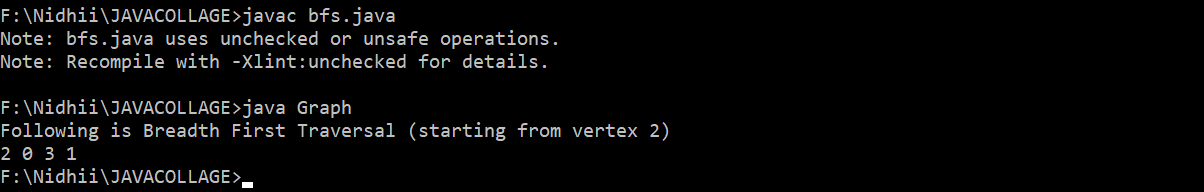 F:\Nidhii\JAVACOLLAGE>javac bfs.java
Note: bfs.java uses unchecked or unsafe operations.
Note: Recompile with -Xlint:unchecked for details.
F:\Nidhii\JAVACOLLAGE>java Graph
Following is Breadth First Traversal (starting from vertex 2)
2 0 3 1
F:\Nidhii\JAVACOLLAGE>